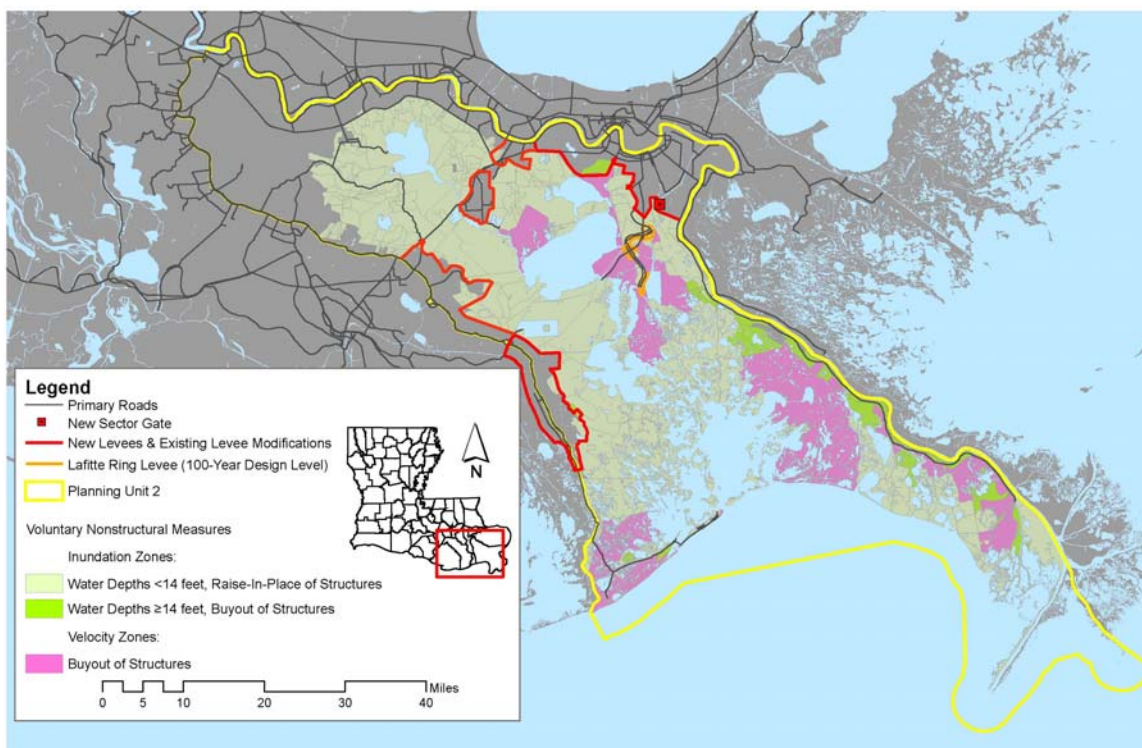 Legend
Primary Roads
New Sector Gate
New Levees & Existing Levee Modifications
Lafitte Ring Levee (100-Year Design Level)
Planning Unit 2
Voluntary Nonstructural Measures
Inundation Zones:
Water Depths <14 feet, Raise-In-Place of Structures
Water Depths ≥14 feet, Buyout of Structures
Velocity Zones:
Buyout of Structures
N
Miles
0 5 10 20 30 40